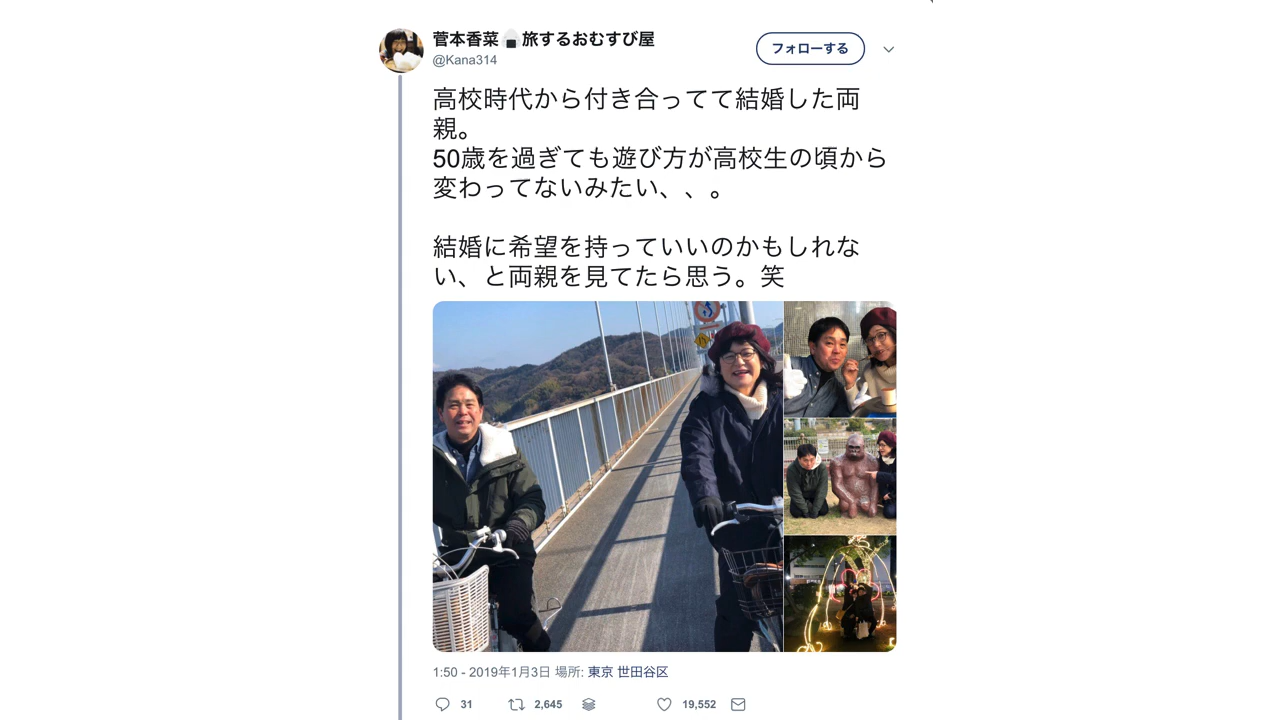 菅本香菜🍙旅するおむすび屋
@Kana314
フォローする
高校時代から付き合ってて結婚した両
親。
50歳を過ぎても遊び方が高校生の頃から
変わってないみたい、、。
結婚に希望を持っていいのかもしれな
い、と両親を見てたら思う。笑
1:50 - 2019年1月3日 場所: 東京 世田谷区
31 2,645 19,552